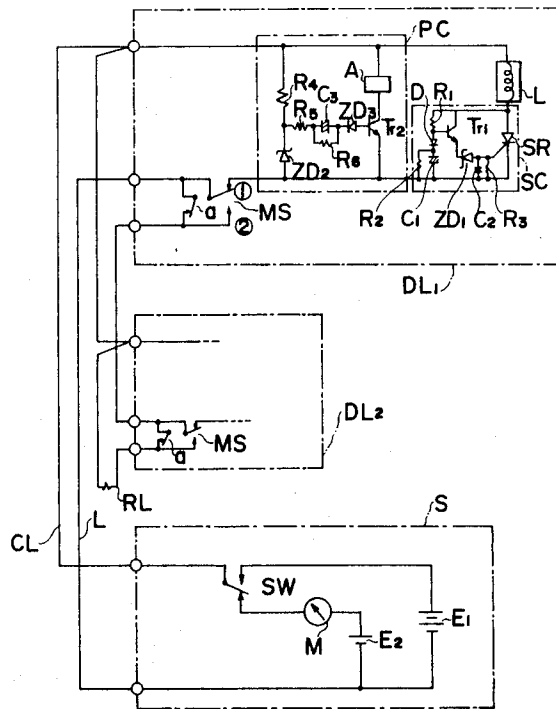 PC
A
L
R4
R5
C3
ZD3
Tr2
R6
ZD2
D
R1
Tr1
SR
SC
R2
C1
ZD1
C2
R3
①
MS
a
②
DL1
MS
a
DL2
RL
CL
L
S
SW
M
E2
E1